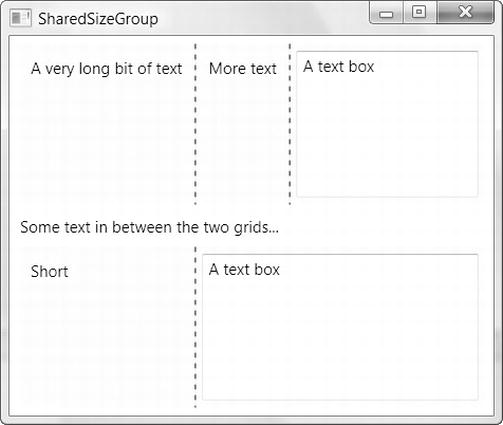 SharedSizeGroup
A very long bit of text
More text
A text box
Some text in between the two grids...
Short
A text box